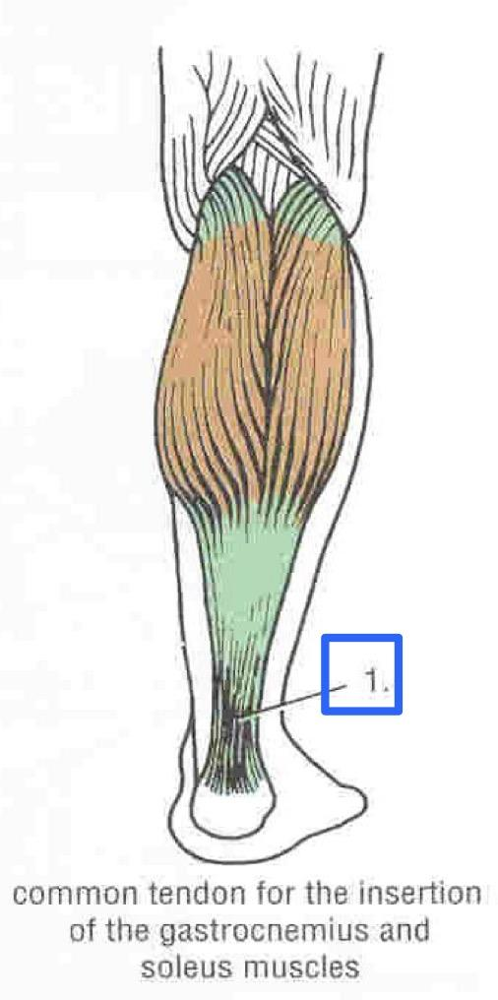 1.
common tendon for the insertion
of the gastrocnemius and
soleus muscles